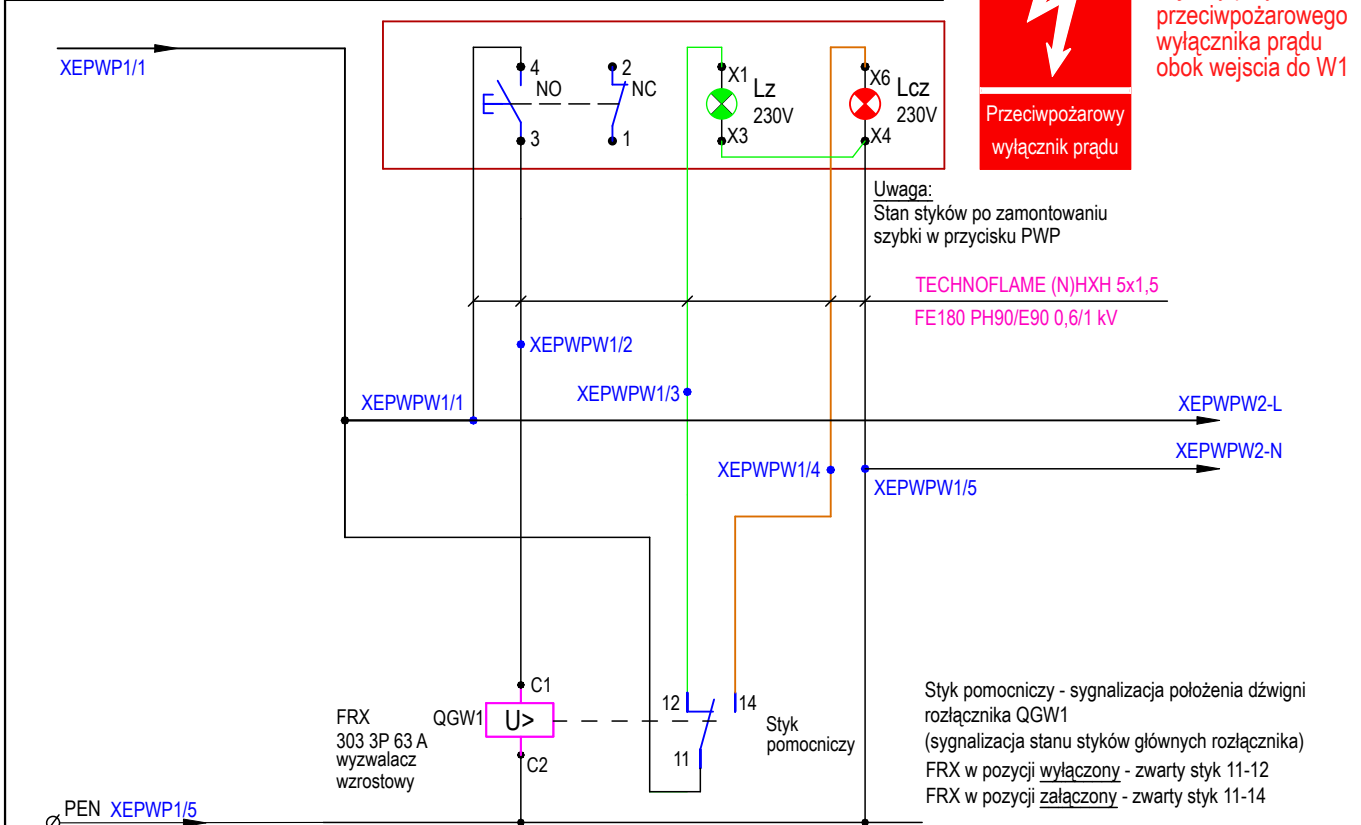 przeciwpożarowego
wyłącznika prądu
obok wejscia do W1
Przeciwpożarowy
wyłącznik prądu
XEPWP1/1
4
NO
3
2
NC
1
X1
Lz
230V
X3
X6
Lcz
230V
X4
Uwaga:
Stan styków po zamontowaniu
szybki w przycisku PWP
TECHNOFLAME (N)HXH 5x1,5
FE180 PH90/E90 0,6/1 kV
XEPWPW1/2
XEPWPW1/3
XEPWPW1/1
XEPWPW2-L
XEPWPW2-N
XEPWPW1/4
XEPWPW1/5
C1
QGW1
U>
C2
FRX
303 3P 63 A
wyzwalacz
wzrostowy
12
14
11
Styk
pomocniczy
Styk pomocniczy - sygnalizacja położenia dźwigni
rozłącznika QGW1
(sygnalizacja stanu styków głównych rozłącznika)
FRX w pozycji wyłączony - zwarty styk 11-12
FRX w pozycji załączony - zwarty styk 11-14
PEN XEPWP1/5